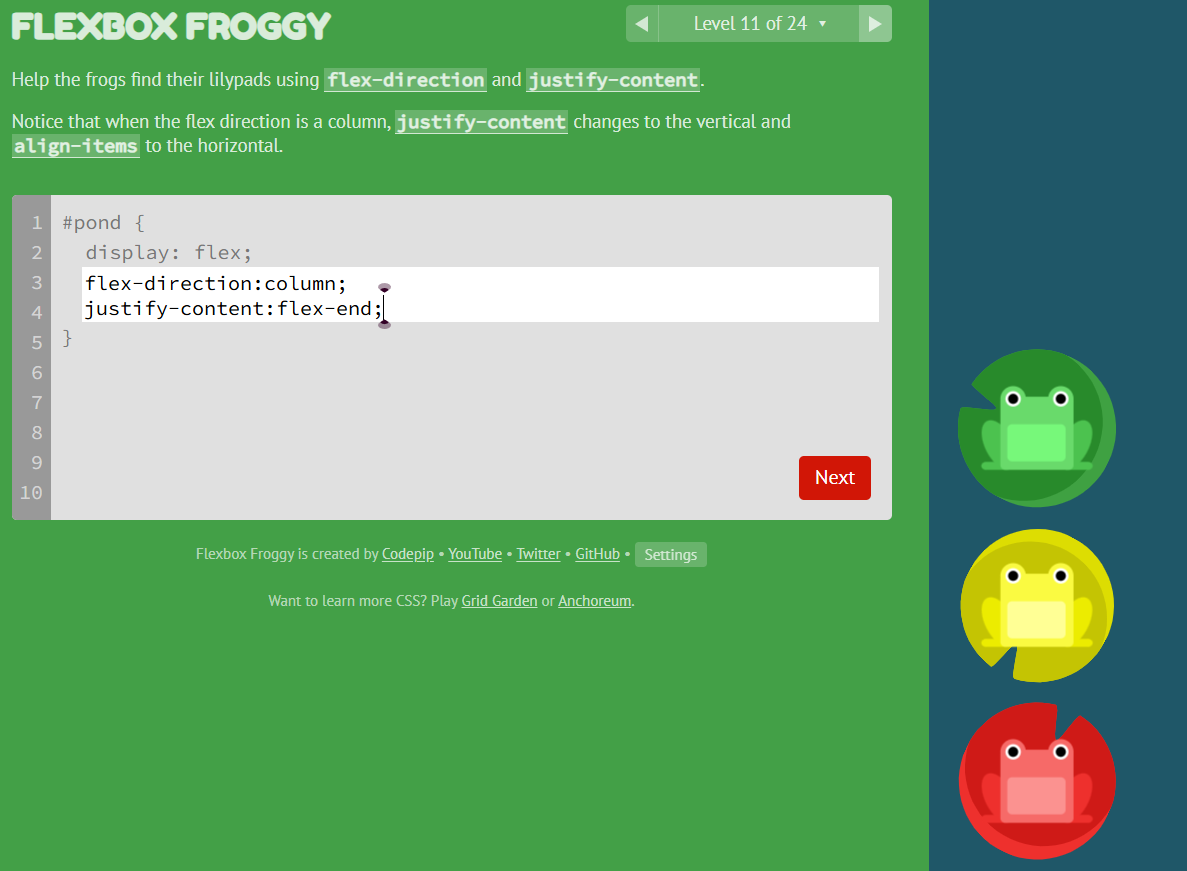 FLEXBOX FROGGY
Level 11 of 24
Help the frogs find their lilypads using flex-direction and justify-content.
Notice that when the flex direction is a column, justify-content changes to the vertical and
align-items to the horizontal.
1 #pond {
2 display: flex;
3 flex-direction:column;
4 justify-content:flex-end;
5 }
6
7
8
9
10
Next
Flexbox Froggy is created by Codepip • YouTube • Twitter • GitHub • Settings
Want to learn more CSS? Play Grid Garden or Anchoreum.